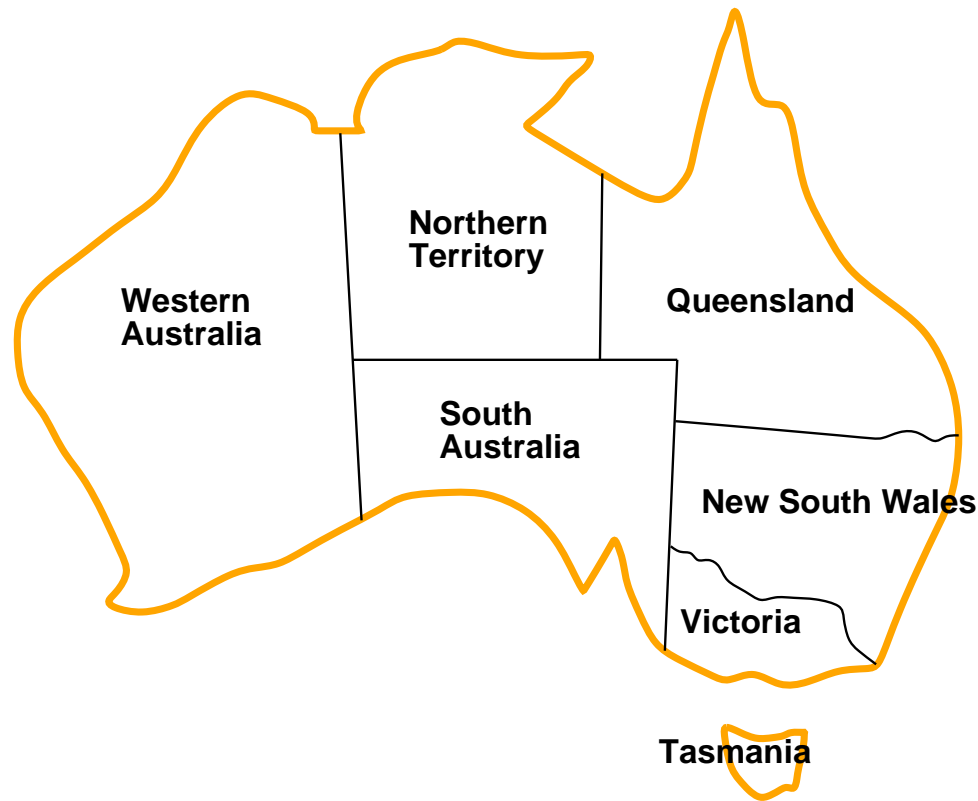 Northern
Territory
Western
Australia
Queensland
South
Australia
New South Wales
Victoria
Tasmania